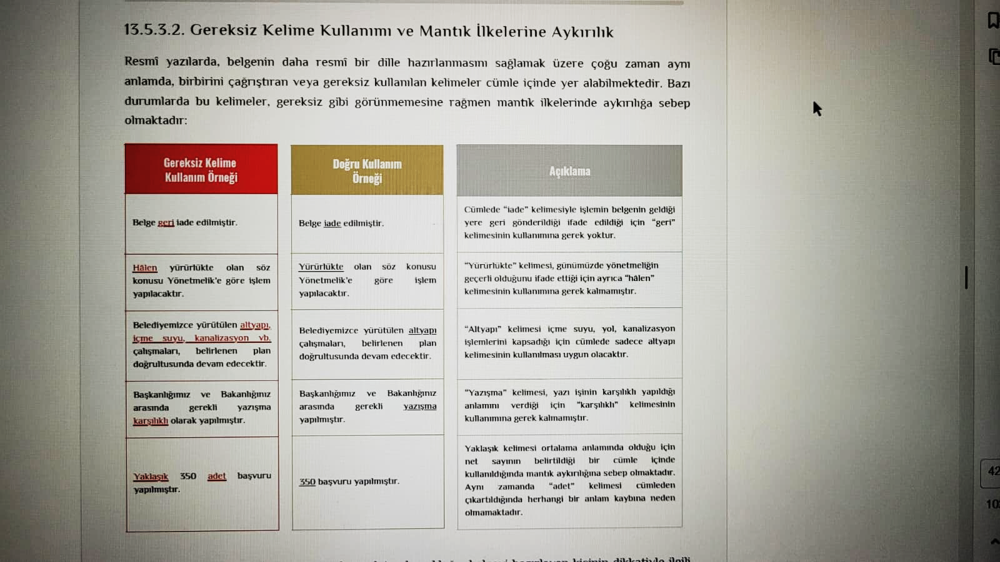 13.5.3.2. Gereksiz Kelime Kullanımı ve Mantık İlkelerine Aykırılık
Resmî yazılarda, belgenin daha resmî bir dille hazırlanmasını sağlamak üzere çoğu zaman aynı
anlamda, birbirini çağrıştıran veya gereksiz kullanılan kelimeler cümle içinde yer alabilmektedir. Bazı
durumlarda bu kelimeler, gereksiz gibi görünmemesine rağmen mantık ilkelerinde aykırılığa sebep
olmaktadır:
Gereksiz Kelime
Kullanım Örneği
Doğru Kullanım
Örneği
Açıklama
Belge geri iade edilmiştir.
Belge iade edilmiştir.
Cümlede “iade” kelimesiyle işlemin belgenin geldiği
yere geri gönderildiği ifade edildiği için “geri”
kelimesinin kullanımına gerek yoktur.
Hâlen yürürlükte olan söz
konusu Yönetmelik’e göre işlem
yapılacaktır.
Yürürlükte olan söz konusu
Yönetmelik’e göre işlem
yapılacaktır.
“Yürürlükte” kelimesi, günümüzde yönetmeliğin
geçerli olduğunu ifade ettiği için ayrıca “hâlen”
kelimesinin kullanımına gerek kalmamıştır.
Belediyemizce yürütülen altyapı,
içme suyu, kanalizasyon vb.
çalışmaları, belirlenen plan
doğrultusunda devam edecektir.
Belediyemizce yürütülen altyapı
çalışmaları, belirlenen plan
doğrultusunda devam edecektir.
“Altyapı” kelimesi içme suyu, yol, kanalizasyon
işlemlerini kapsadığı için cümlede sadece altyapı
kelimesinin kullanılması uygun olacaktır.
Başkanlığımız ve Bakanlığınız
arasında gerekli yazışma
karşılıklı olarak yapılmıştır.
Başkanlığımız ve Bakanlığınız
arasında gerekli yazışma
yapılmıştır.
“Yazışma” kelimesi, yazı işinin karşılıklı yapıldığı
anlamını verdiği için “karşılıklı” kelimesinin
kullanımına gerek kalmamıştır.
Yaklaşık 350 adet başvuru
yapılmıştır.
350 başvuru yapılmıştır.
Yaklaşık kelimesi ortalama anlamında olduğu için
net sayının belirtildiği bir cümle içinde
kullanıldığında mantık aykırılığına sebep olmaktadır.
Aynı zamanda “adet” kelimesi cümleden
çıkartıldığında herhangi bir anlam kaybına neden
olmamaktadır.
kişinin dikkatiyle ilgili
42